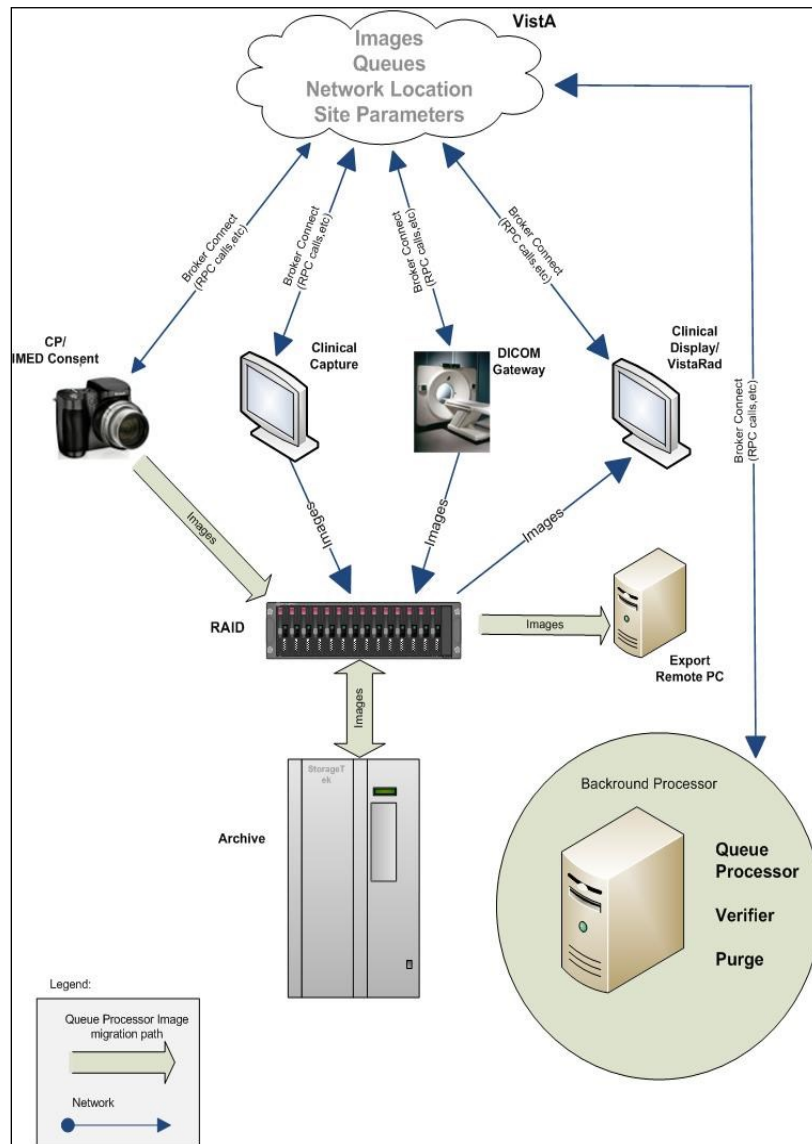 VistA
Images
Queues
Network Location
Site Parameters
Broker Connect
(RPC calls,etc)
Broker Connect
(RPC calls,etc)
Broker Connect
(RPC calls,etc)
Broker Connect
(RPC calls,etc)
Broker Connect
(RPC calls,etc)
CP/
IMED Consent
Clinical
Capture
DICOM
Gateway
Clinical
Display/
VistaRad
Images
Images
Images
Images
RAID
Images
Export
Remote PC
Images
StorageT
ek
Archive
Backround Processor
Queue
Processor
Verifier
Purge
Legend:
Queue Processor Image
migration path
Network